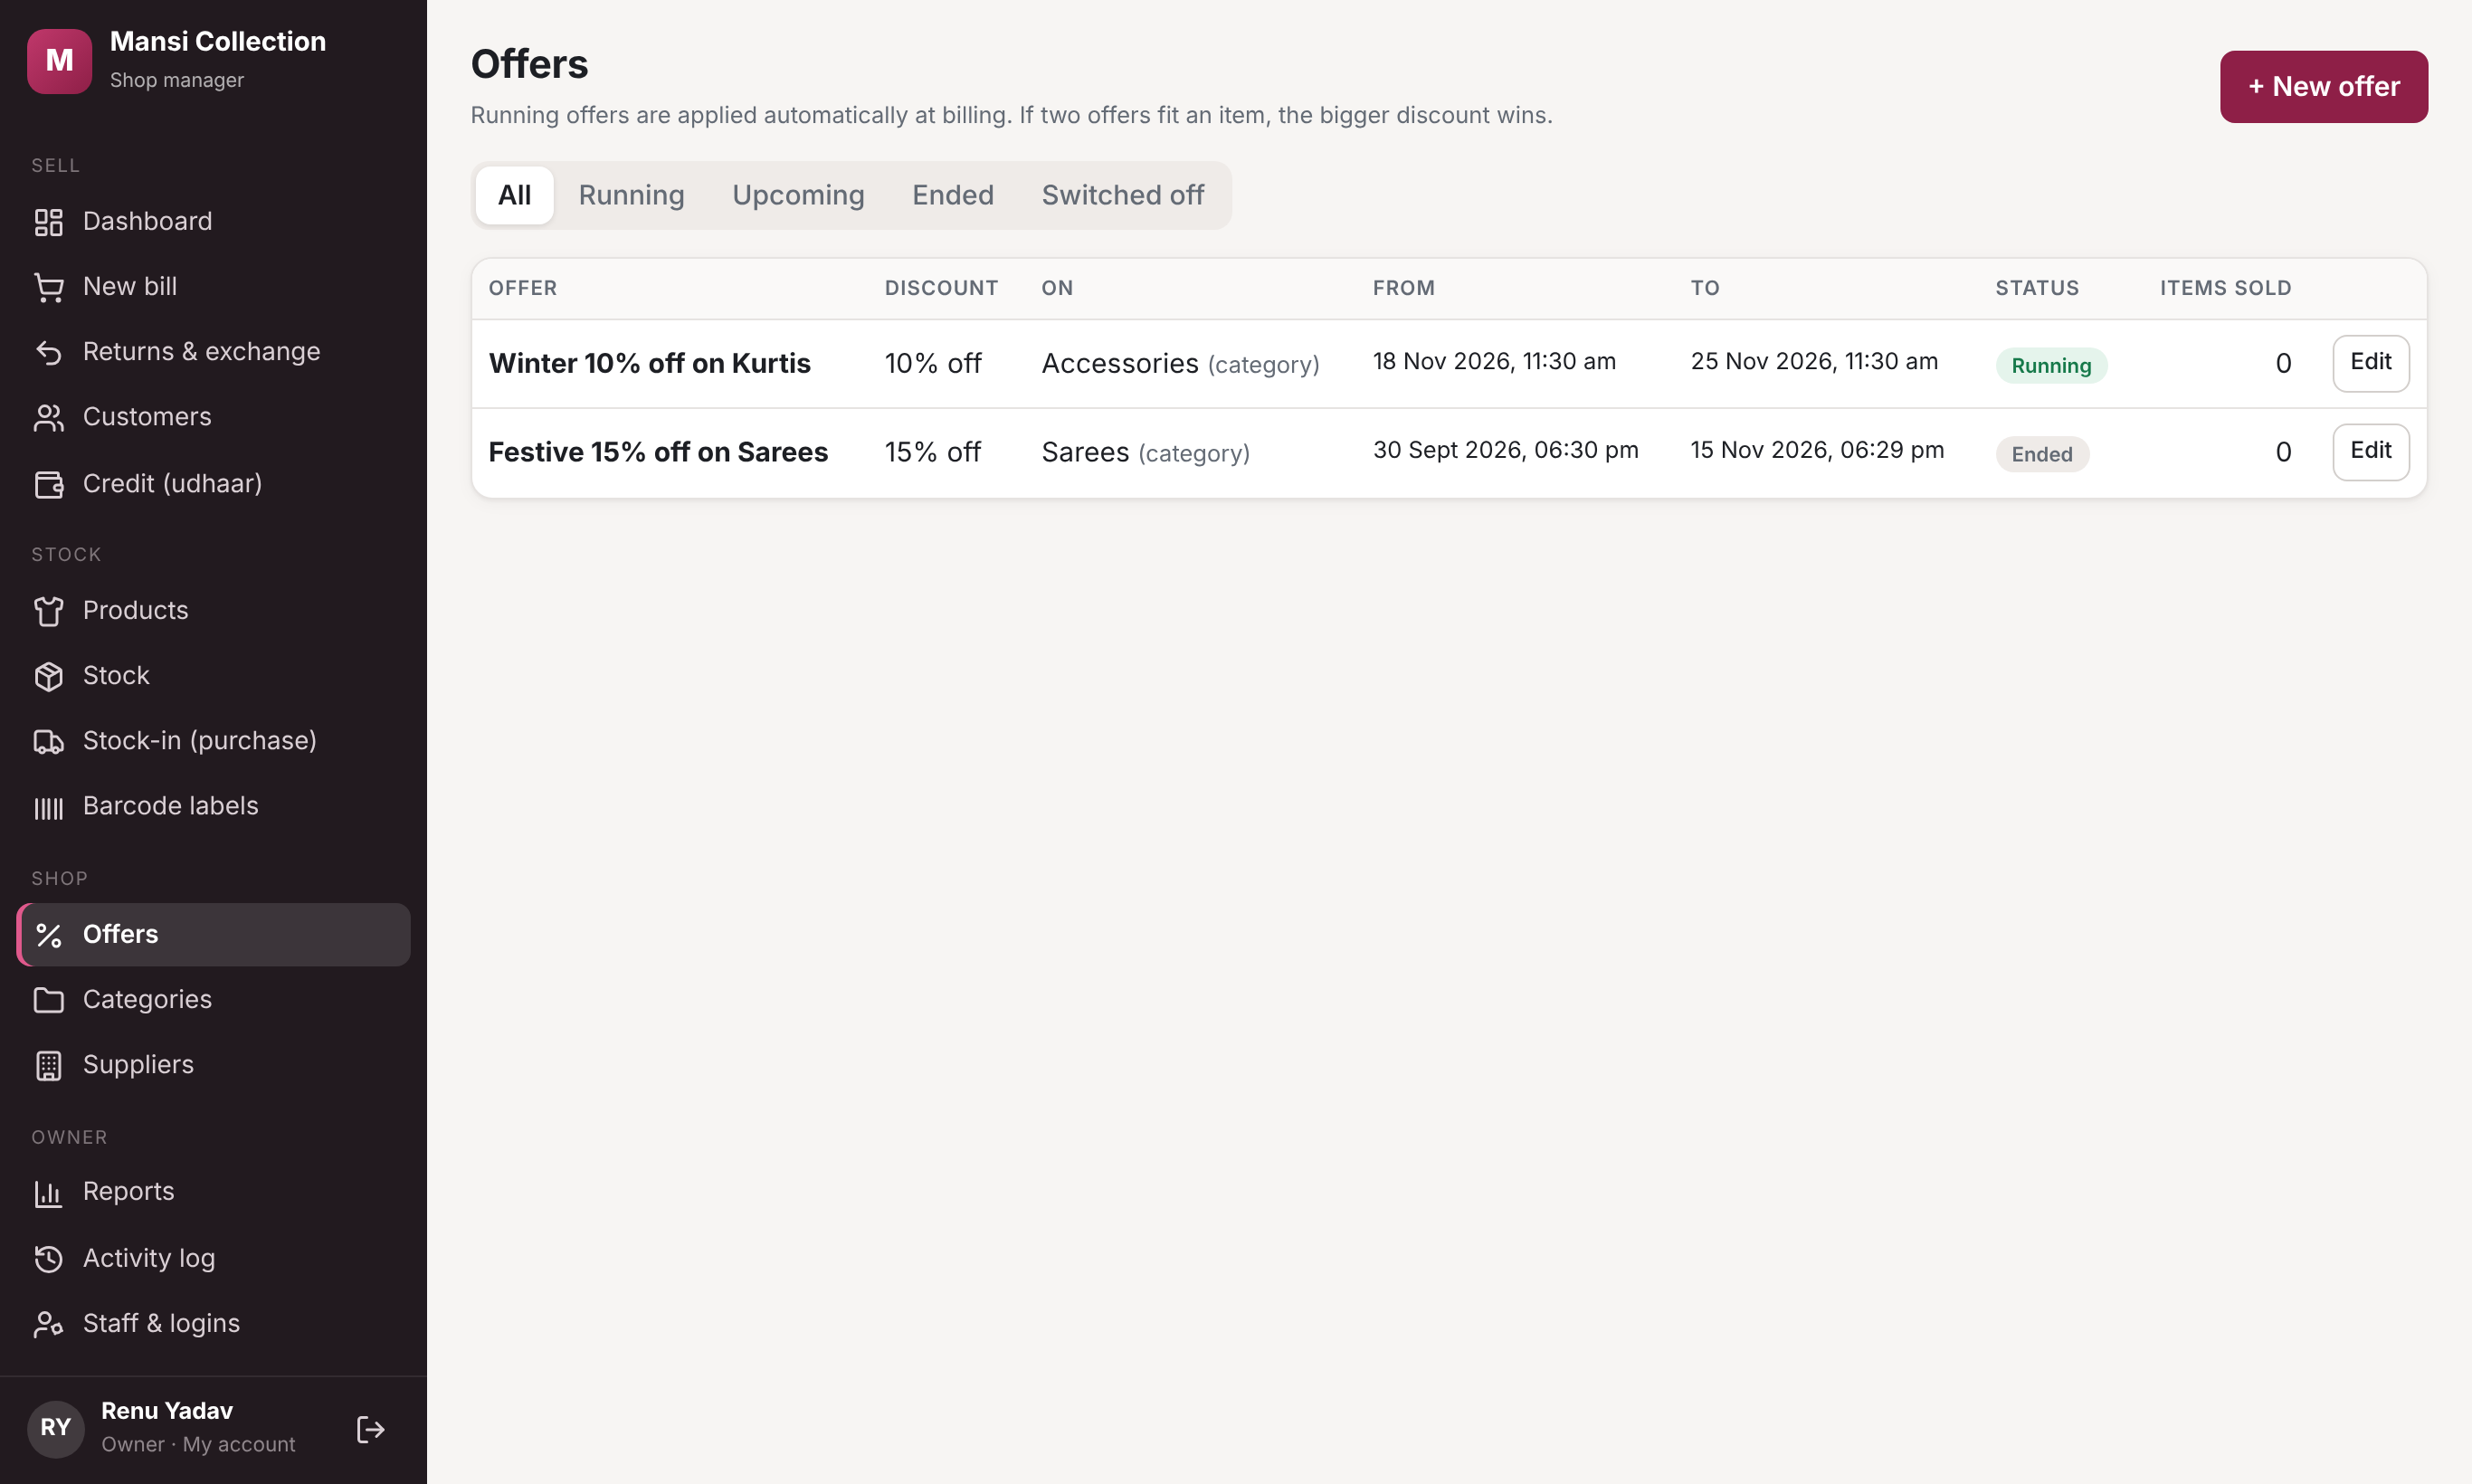 M
Mansi Collection
Shop manager
SELL
Dashboard
New bill
Returns & exchange
Customers
Credit (udhaar)
STOCK
Products
Stock
Stock-in (purchase)
Barcode labels
SHOP
Offers
Categories
Suppliers
OWNER
Reports
Activity log
Staff & logins
RY
Renu Yadav
Owner · My account
Offers
Running offers are applied automatically at billing. If two offers fit an item, the bigger discount wins.
+ New offer
All Running Upcoming Ended Switched off
OFFER DISCOUNT ON FROM TO STATUS ITEMS SOLD
Winter 10% off on Kurtis 10% off Accessories (category) 18 Nov 2026, 11:30 am 25 Nov 2026, 11:30 am Running 0 Edit
Festive 15% off on Sarees 15% off Sarees (category) 30 Sept 2026, 06:30 pm 15 Nov 2026, 06:29 pm Ended 0 Edit